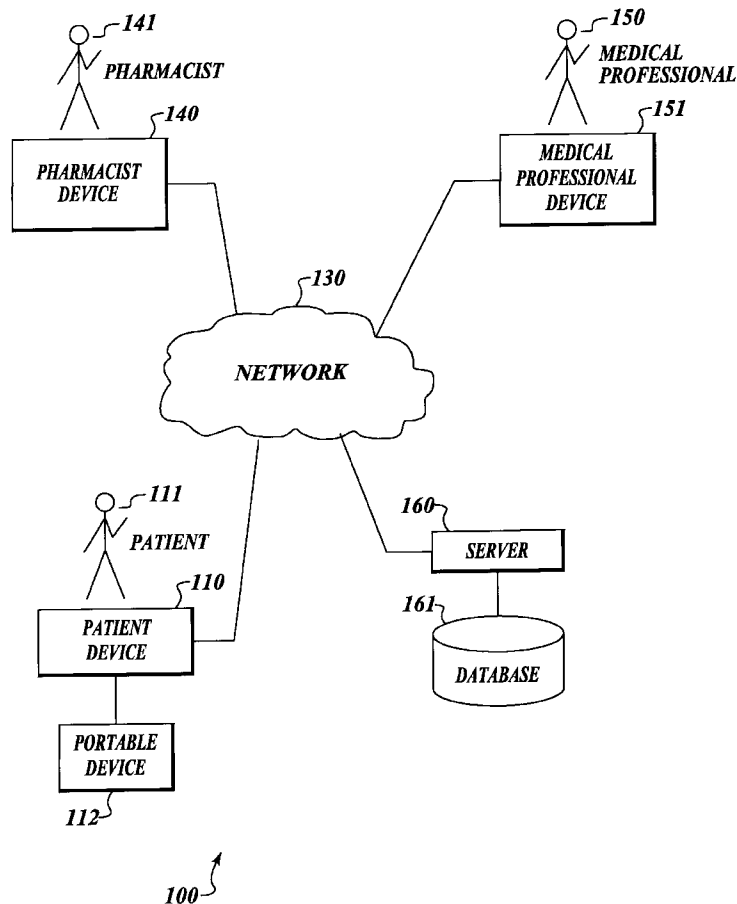 141
PHARMACIST
140
PHARMACIST
DEVICE
150
MEDICAL
PROFESSIONAL
151
MEDICAL
PROFESSIONAL
DEVICE
130
NETWORK
111
PATIENT
110
PATIENT
DEVICE
PORTABLE
DEVICE
112
160
SERVER
161
DATABASE
100